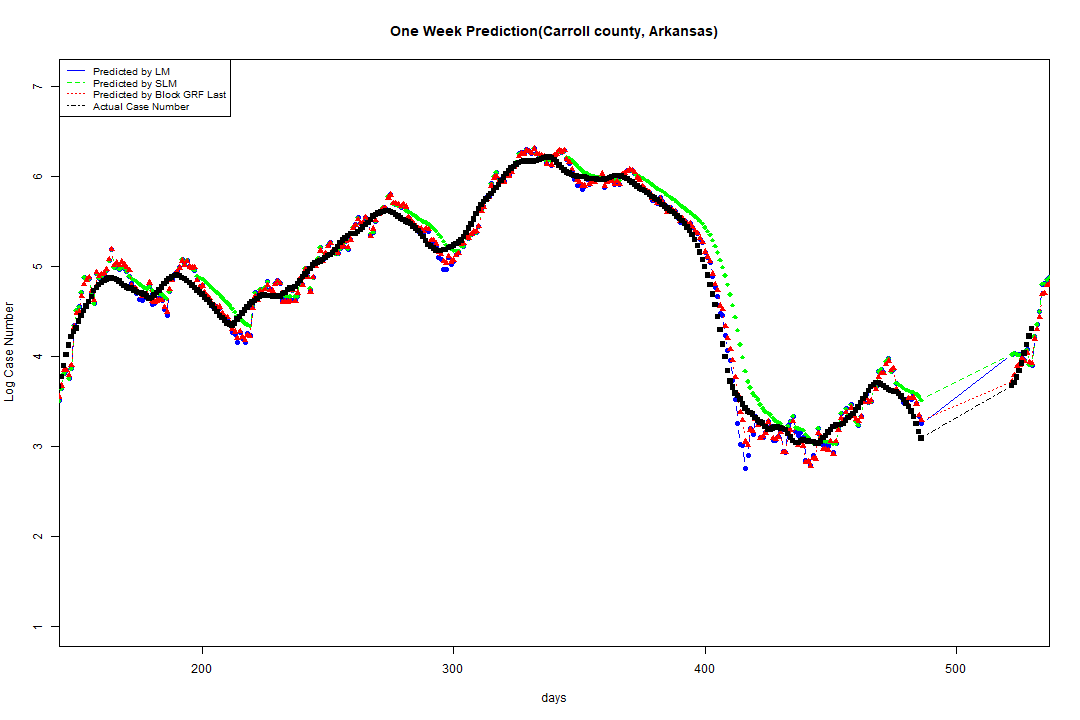 One Week Prediction(Carroll county, Arkansas)
Predicted by LM
Predicted by SLM
Predicted by Block GRF Last
Actual Case Number
Log Case Number
7
6
5
4
3
2
1
200
300
400
500
days